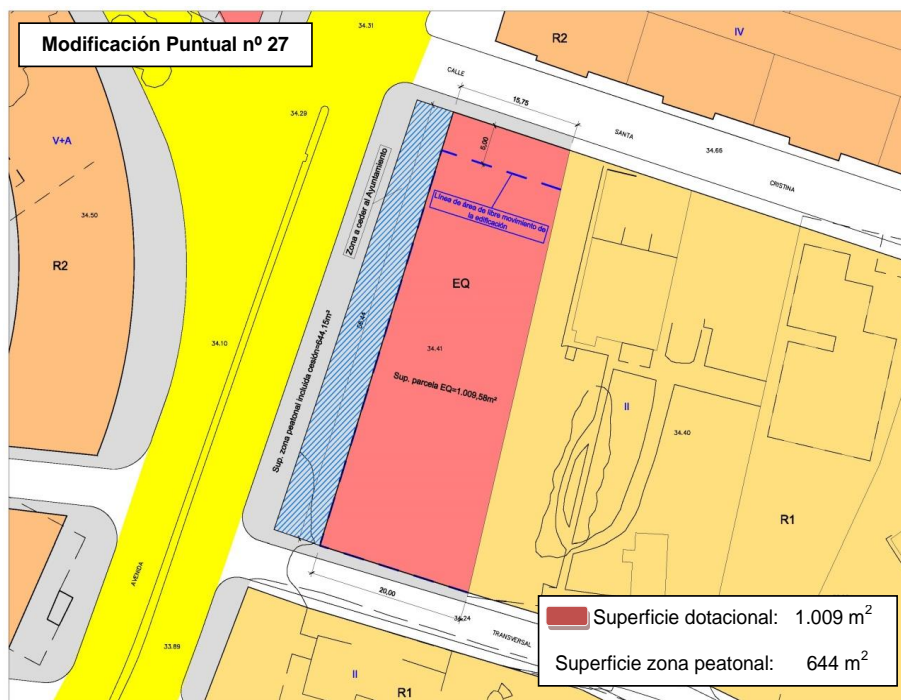 Modificación Puntual nº 27
34.31
R2
IV
CALLE
15,75
SANTA
34.66
CRISTINA
34.29
5,00
V+A
Zona a ceder al Ayuntamiento
Línea de área de libre movimiento de
la edificación
34.50
R2
EQ
58,44
34.10
34.41
Sup. parcela EQ=1.009,58m²
Sup. zona peatonal incluida cesión=644,15m²
II
34.40
R1
AVENIDA
20,00
34.24
TRANSVERSAL
33.89
II
R1
Superficie dotacional: 1.009 m²
Superficie zona peatonal: 644 m²